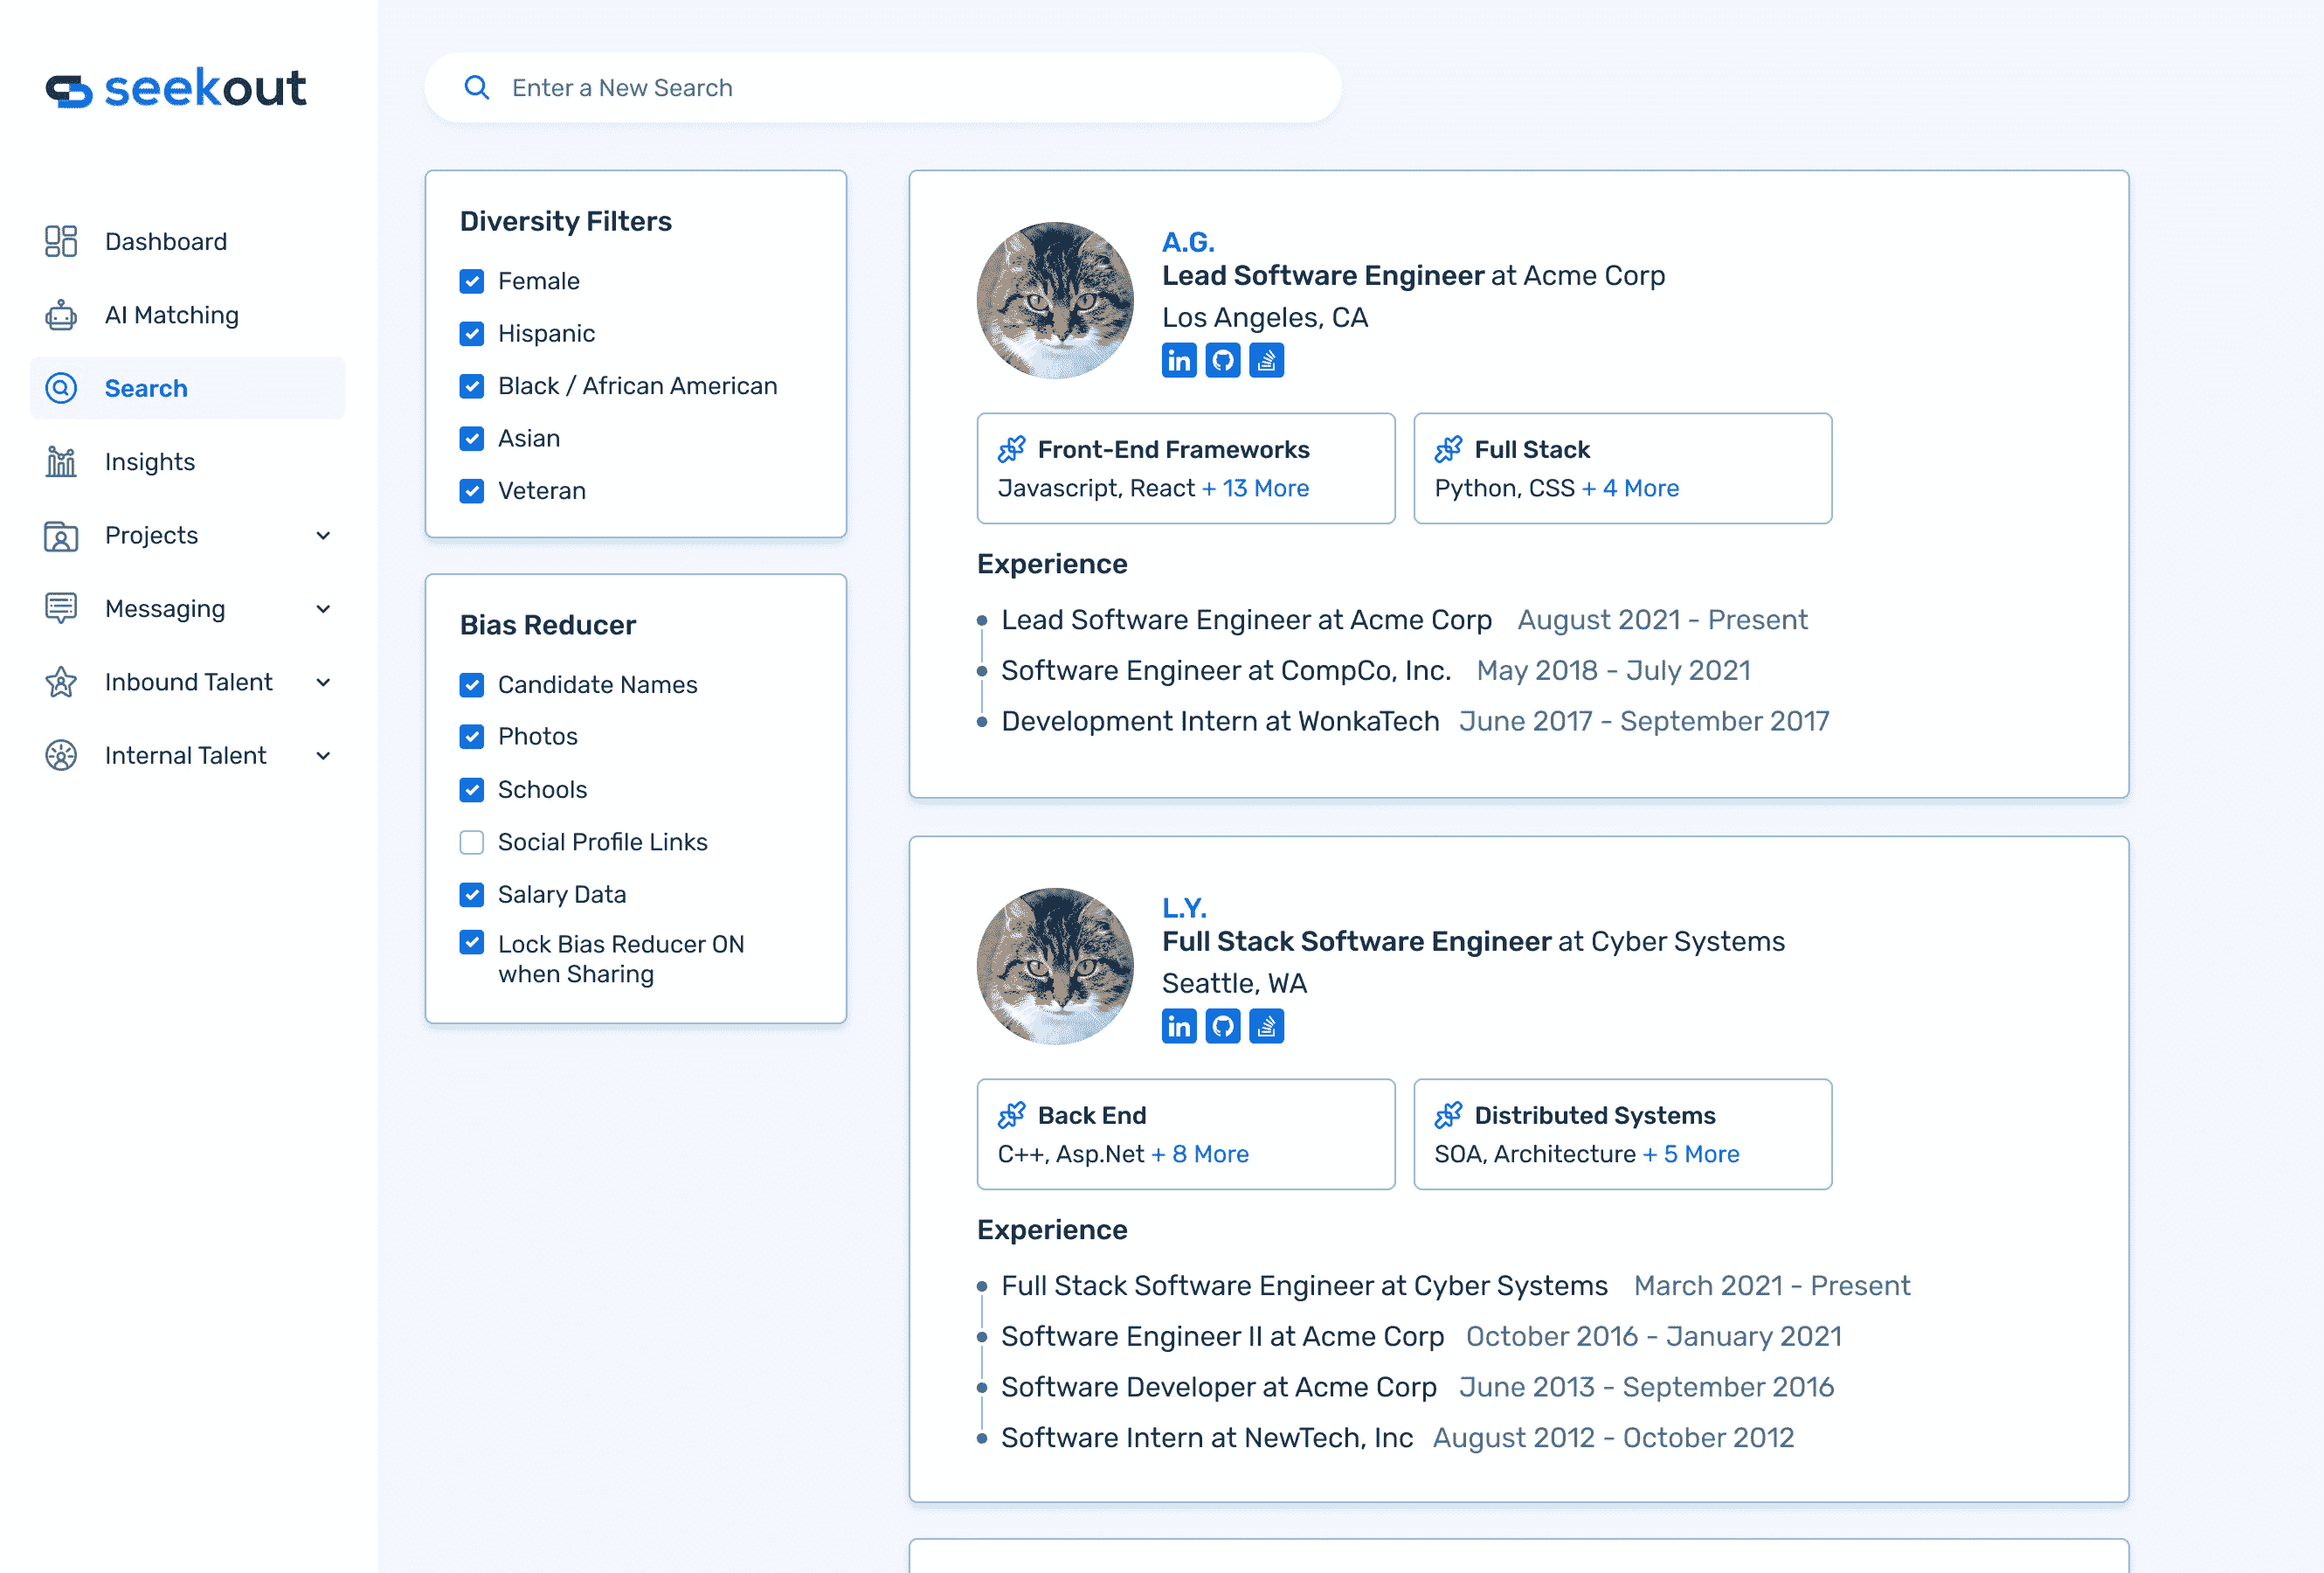 seekout
Dashboard
AI Matching
Search
Insights
Projects
Messaging
Inbound Talent
Internal Talent
Enter a New Search
Diversity Filters
Female
Hispanic
Black / African American
Asian
Veteran
Bias Reducer
Candidate Names
Photos
Schools
Social Profile Links
Salary Data
Lock Bias Reducer ON
when Sharing
A.G.
Lead Software Engineer at Acme Corp
Los Angeles, CA
in
Front-End Frameworks
Javascript, React + 13 More
Full Stack
Python, CSS + 4 More
Experience
Lead Software Engineer at Acme Corp August 2021 - Present
Software Engineer at CompCo, Inc. May 2018 - July 2021
Development Intern at WonkaTech June 2017 - September 2017
L.Y.
Full Stack Software Engineer at Cyber Systems
Seattle, WA
in
Back End
C++, Asp.Net + 8 More
Distributed Systems
SOA, Architecture + 5 More
Experience
Full Stack Software Engineer at Cyber Systems March 2021 - Present
Software Engineer II at Acme Corp October 2016 - January 2021
Software Developer at Acme Corp June 2013 - September 2016
Software Intern at NewTech, Inc August 2012 - October 2012